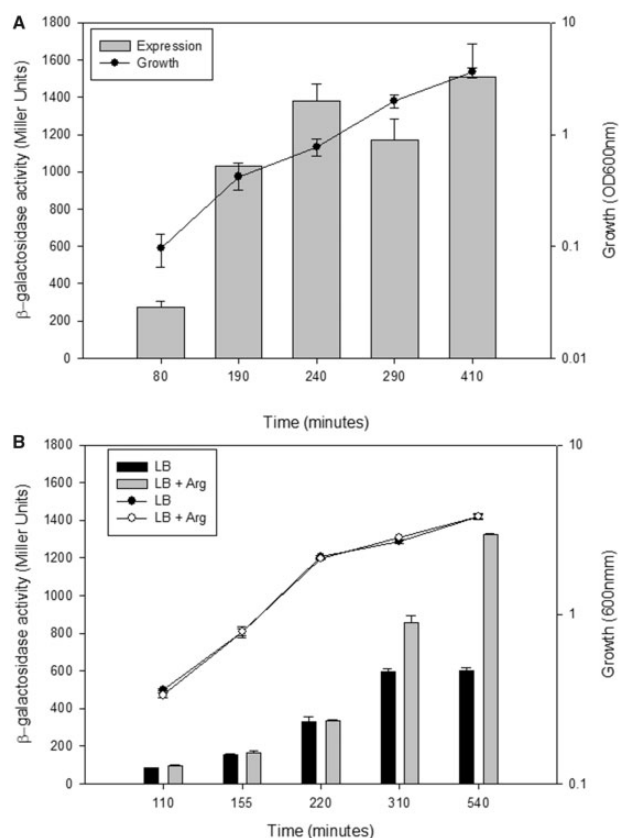 A
1800
1600
1400
1200
1000
800
600
400
200
0
β-galactosidase activity (Miller Units)
Expression
Growth
10
1
0.1
0.01
Growth (OD600nm)
80 190 240 290 410
Time (minutes)
B
1800
1600
1400
1200
1000
800
600
400
200
0
β-galactosidase activity (Miller Units)
LB
LB + Arg
LB
LB + Arg
10
1
0.1
Growth (600nmm)
110 155 220 310 540
Time (minutes)